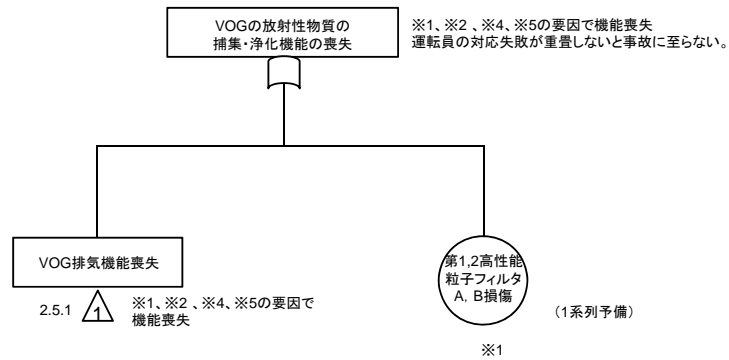 VOGの放射性物質の
捕集・浄化機能の喪失
※1、※2 、※4、※5の要因で機能喪失
運転員の対応失敗が重畳しないと事故に至らない。
VOG排気機能喪失
2.5.1
1
※1、※2 、※4、※5の要因で
機能喪失
第1,2高性能
粒子フィルタ
A, B損傷
(1系列予備)
※1